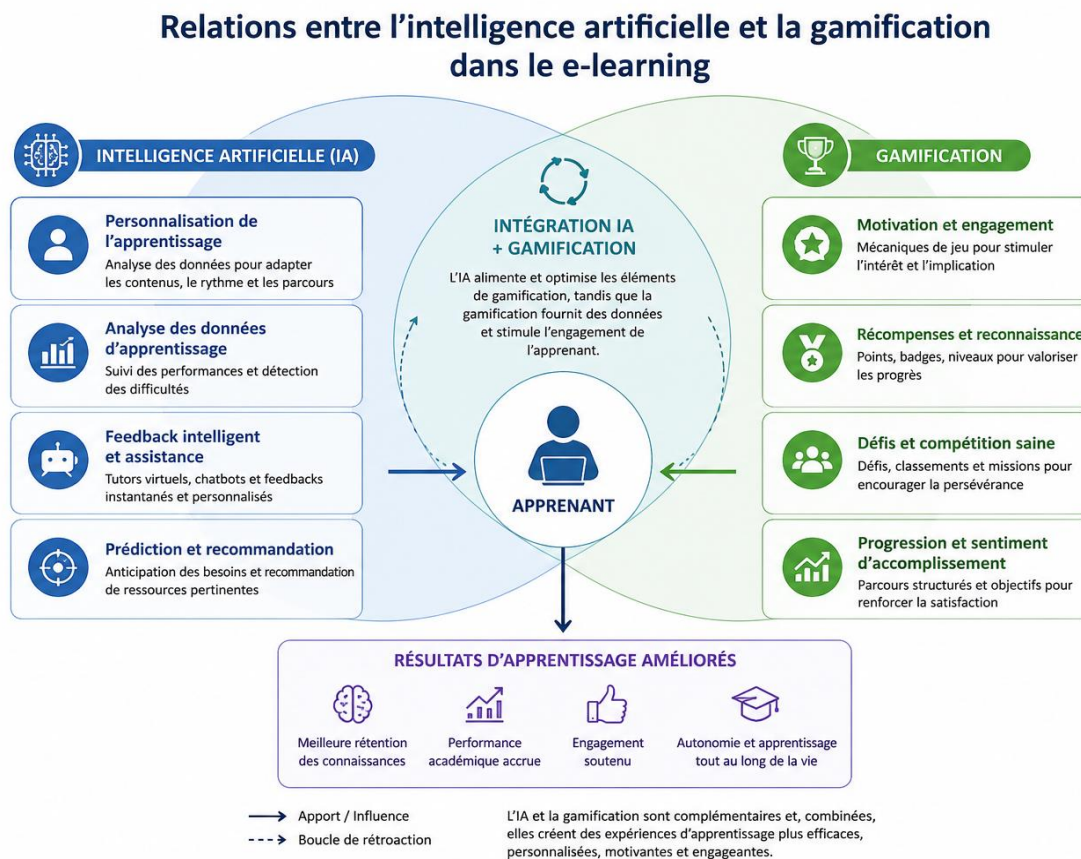 Relations entre l'intelligence artificielle et la gamification
dans le e-learning
INTELLIGENCE ARTIFICIELLE (IA)
Personnalisation de
l'apprentissage
Analyse des données pour adapter
les contenus, le rythme et les parcours
Analyse des données
d'apprentissage
Suivi des performances et détection
des difficultés
Feedback intelligent
et assistance
Tutors virtuels, chatbots et feedbacks
instantanés et personnalisés
Prédiction et recommandation
Anticipation des besoins et recommandation
de ressources pertinentes
INTÉGRATION IA
+ GAMIFICATION
L'IA alimente et optimise les éléments
de gamification, tandis que la
gamification fournit des données
et stimule l'engagement de
l'apprenant.
APPRENANT
GAMIFICATION
Motivation et engagement
Mécaniques de jeu pour stimuler
l'intérêt et l'implication
Récompenses et reconnaissance
Points, badges, niveaux pour valoriser
les progrès
Défis et compétition saine
Défis, classements et missions pour
encourager la persévérance
Progression et sentiment
d'accomplissement
Parcours structurés et objectifs pour
renforcer la satisfaction
RÉSULTATS D'APPRENTISSAGE AMÉLIORÉS
Meilleure rétention
des connaissances
Performance
académique accrue
Engagement
soutenu
Autonomie et apprentissage
tout au long de la vie
Apport / Influence
Boucle de rétroaction
L'IA et la gamification sont complémentaires et, combinées,
elles créent des expériences d'apprentissage plus efficaces,
personnalisées, motivantes et engageantes.